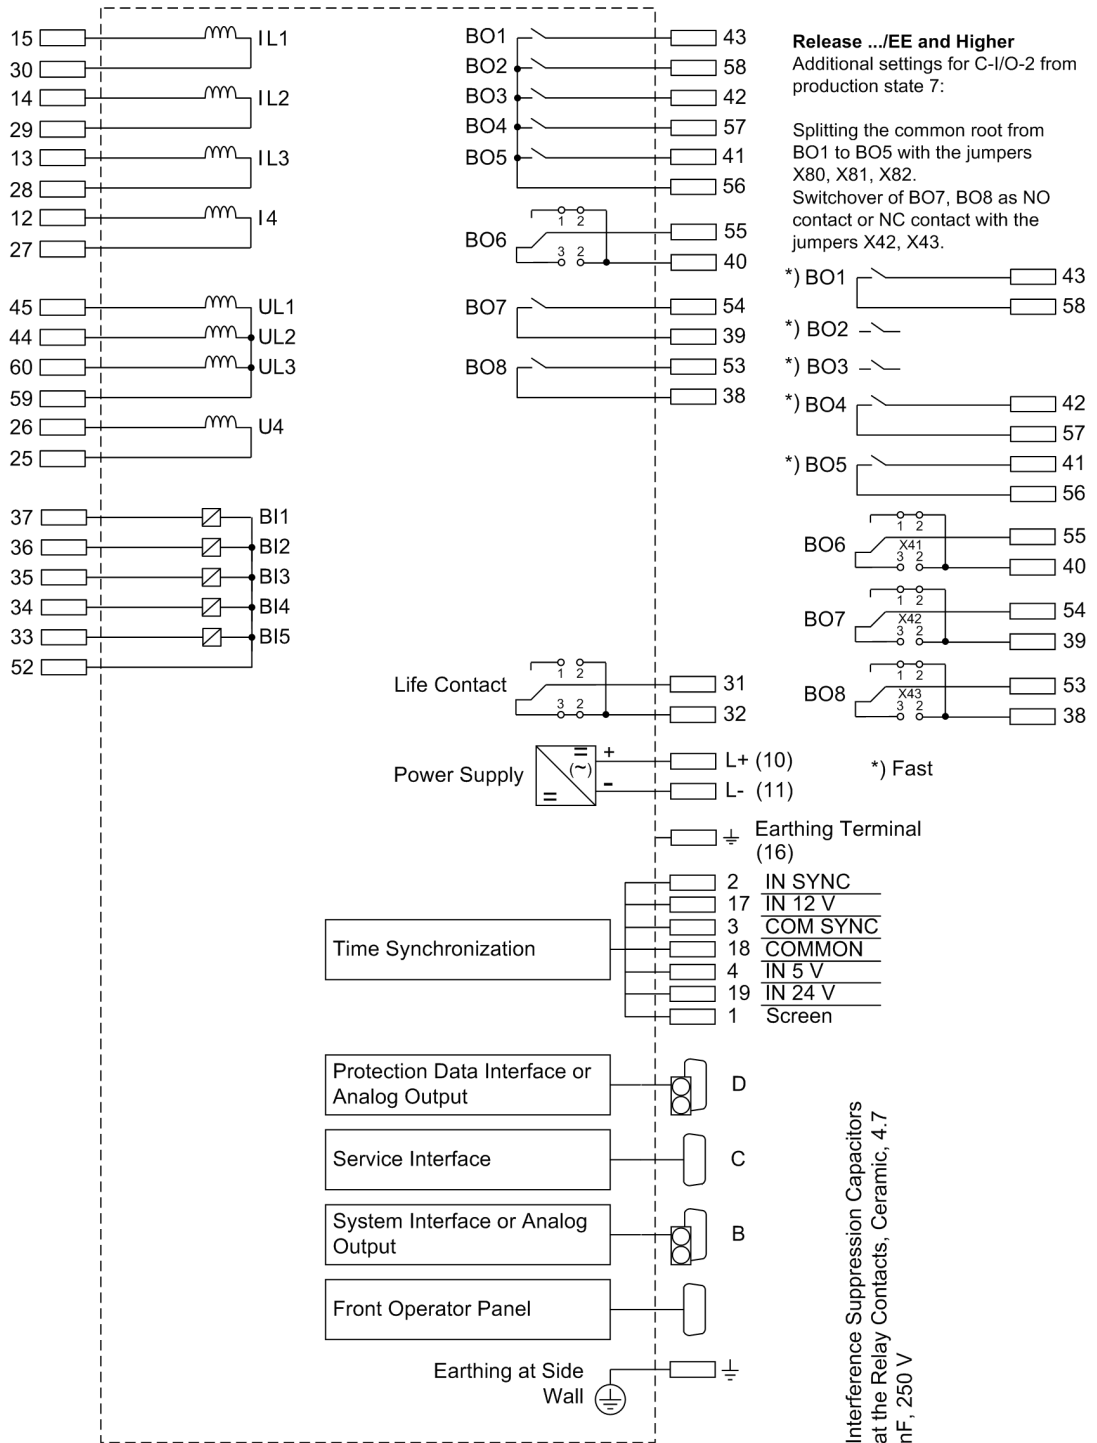 15 IL1
30
14 IL2
29
13 IL3
28
12 I4
27
45 UL1
44 UL2
60 UL3
59
26 U4
25
37 BI1
36 BI2
35 BI3
34 BI4
33 BI5
52
BO1 43
BO2 58
BO3 42
BO4 57
BO5 41
56
1 2
BO6 55
3 2
40
BO7 54
39
BO8 53
38
1 2
Life Contact 31
3 2
32
Power Supply = (~) = + L+ (10)
- L- (11)
Earthing Terminal
(16)
2 IN SYNC
17 IN 12 V
3 COM SYNC
Time Synchronization 18 COMMON
4 IN 5 V
19 IN 24 V
1 Screen
Protection Data Interface or
Analog Output
D
Service Interface C
System Interface or Analog
Output
B
Front Operator Panel
Earthing at Side
Wall
Release .../EE and Higher
Additional settings for C-I/O-2 from
production state 7:
Splitting the common root from
BO1 to BO5 with the jumpers
X80, X81, X82.
Switchover of BO7, BO8 as NO
contact or NC contact with the
jumpers X42, X43.
*) BO1 43
58
*) BO2
*) BO3
*) BO4 42
57
*) BO5 41
56
1 2
BO6 X41 55
3 2
40
1 2
BO7 X42 54
3 2
39
1 2
BO8 X43 53
3 2
38
*) Fast
Interference Suppression Capacitors
at the Relay Contacts, Ceramic, 4.7
nF, 250 V